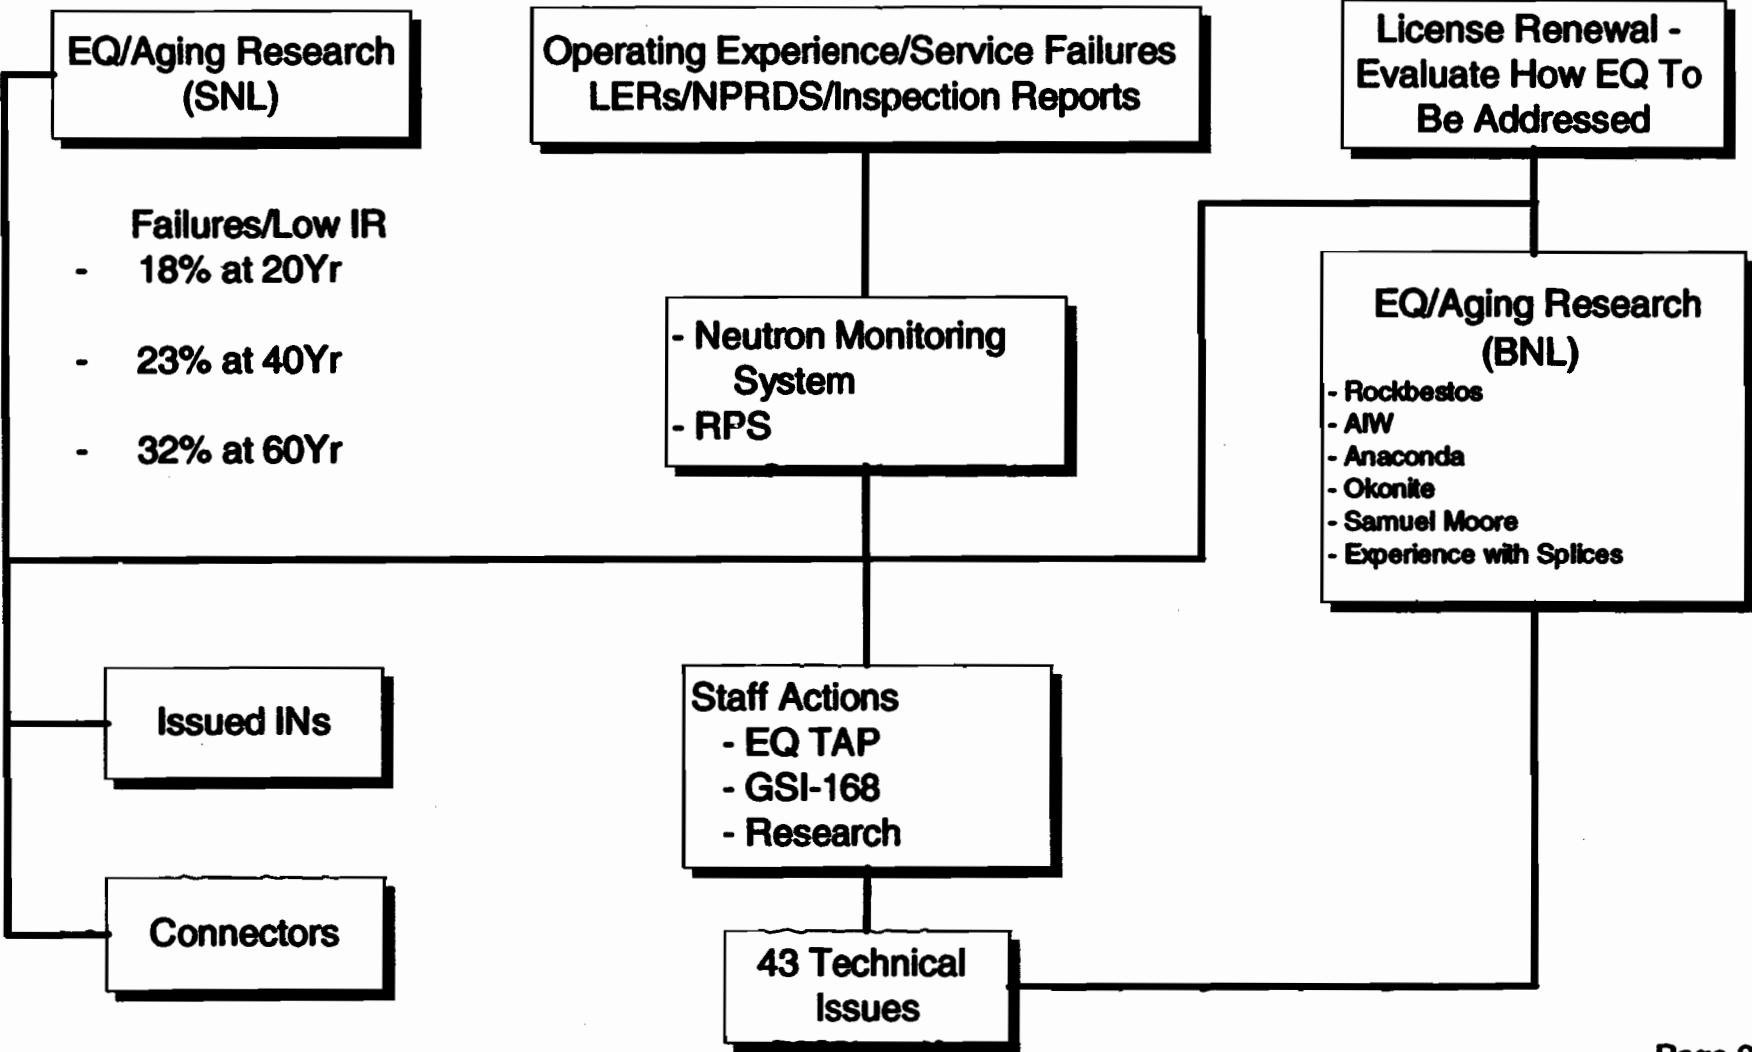 EQ/Aging Research
(SNL)
Operating Experience/Service Failures
LERs/NPRDS/Inspection Reports
License Renewal -
Evaluate How EQ To
Be Addressed
Failures/Low IR
- 18% at 20Yr
- 23% at 40Yr
- 32% at 60Yr
- Neutron Monitoring
System
- RPS
EQ/Aging Research
(BNL)
- Rockbestos
- AIW
- Anaconda
- Okonite
- Samuel Moore
- Experience with Splices
Issued INs
Staff Actions
- EQ TAP
- GSI-168
- Research
Connectors
43 Technical
Issues